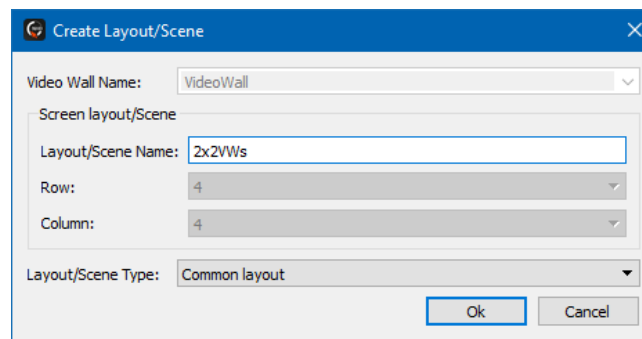 Create Layout/Scene
Video Wall Name: VideoWall
Screen layout/Scene
Layout/Scene Name: 2x2VWs
Row: 4
Column: 4
Layout/Scene Type: Common layout
Ok Cancel